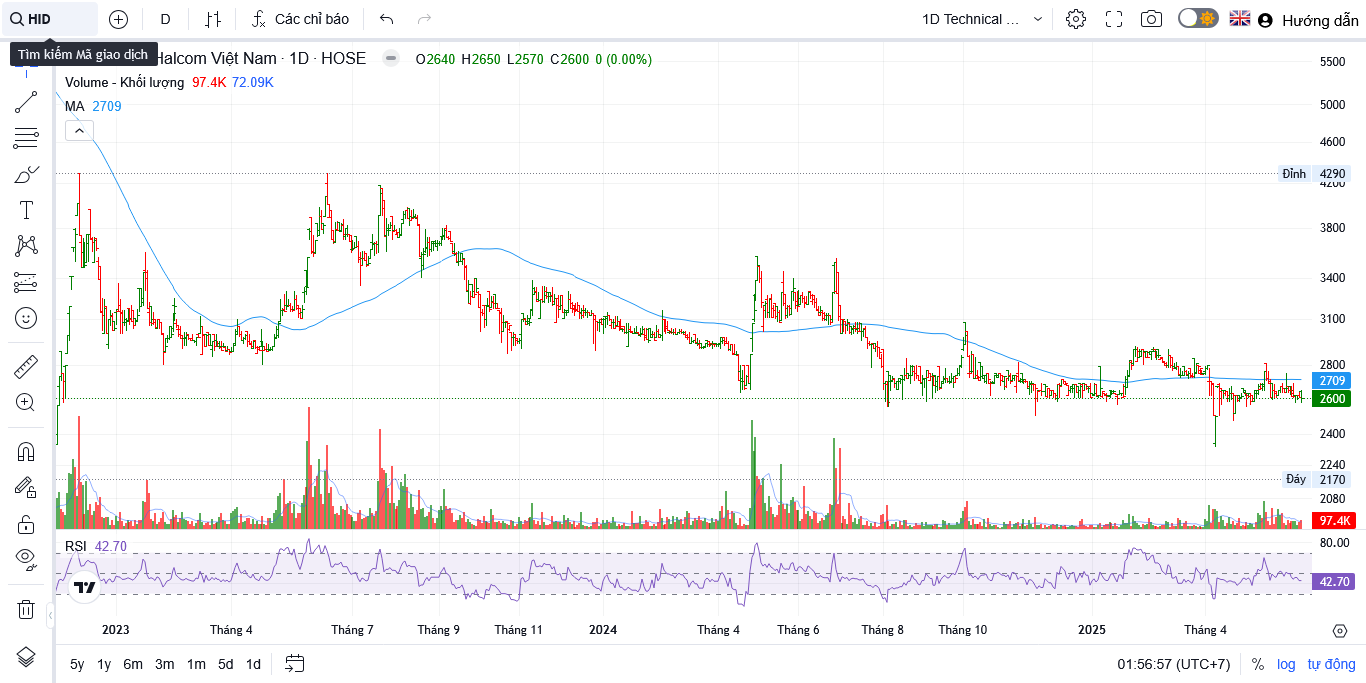 HID
D
Các chỉ báo
1D Technical ...
Hướng dẫn
Tìm kiếm Mã giao dịch
Halcom Việt Nam · 1D · HOSE
O2640 H2650 L2570 C2600 0 (0.00%)
Volume - Khối lượng 97.4K 72.09K
MA 2709
5500
5000
4600
Đỉnh 4290
4200
3800
3400
3100
2800
2709
2600
2400
2240
Đáy 2170
2080
97.4K
RSI 42.70
80.00
42.70
2023 Tháng 4 Tháng 7 Tháng 9 Tháng 11 2024 Tháng 4 Tháng 6 Tháng 8 Tháng 10 2025 Tháng 4
5y 1y 6m 3m 1m 5d 1d
01:56:57 (UTC+7) % log tự động